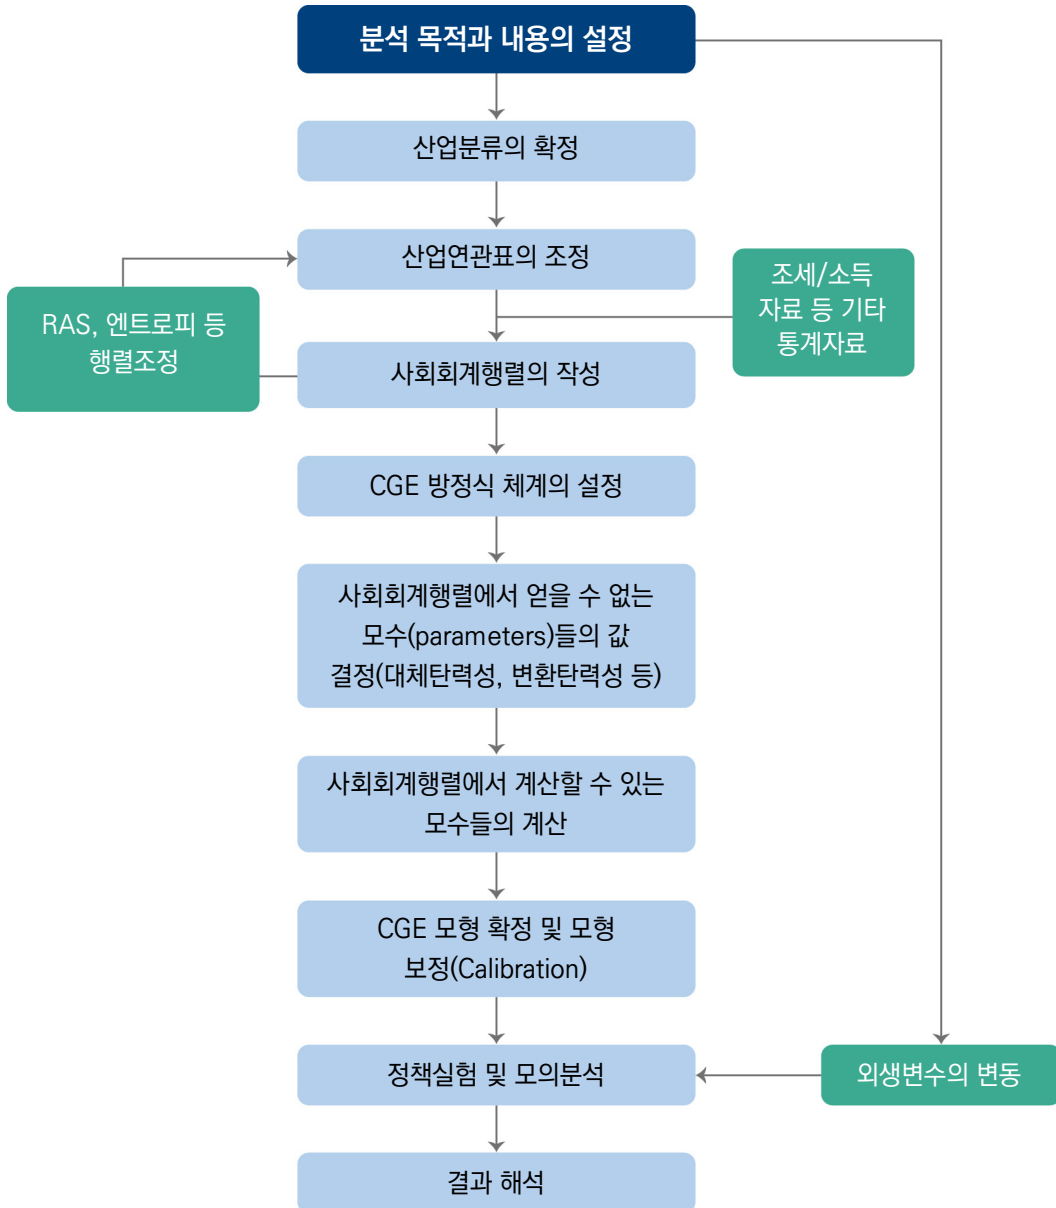 분석 목적과 내용의 설정
산업분류의 확정
산업연관표의 조정
조세/소득
자료 등 기타
통계자료
RAS, 엔트로피 등
행렬조정
사회회계행렬의 작성
CGE 방정식 체계의 설정
사회회계행렬에서 얻을 수 없는
모수(parameters)들의 값
결정(대체탄력성, 변환탄력성 등)
사회회계행렬에서 계산할 수 있는
모수들의 계산
CGE 모형 확정 및 모형
보정(Calibration)
정책실험 및 모의분석
외생변수의 변동
결과 해석